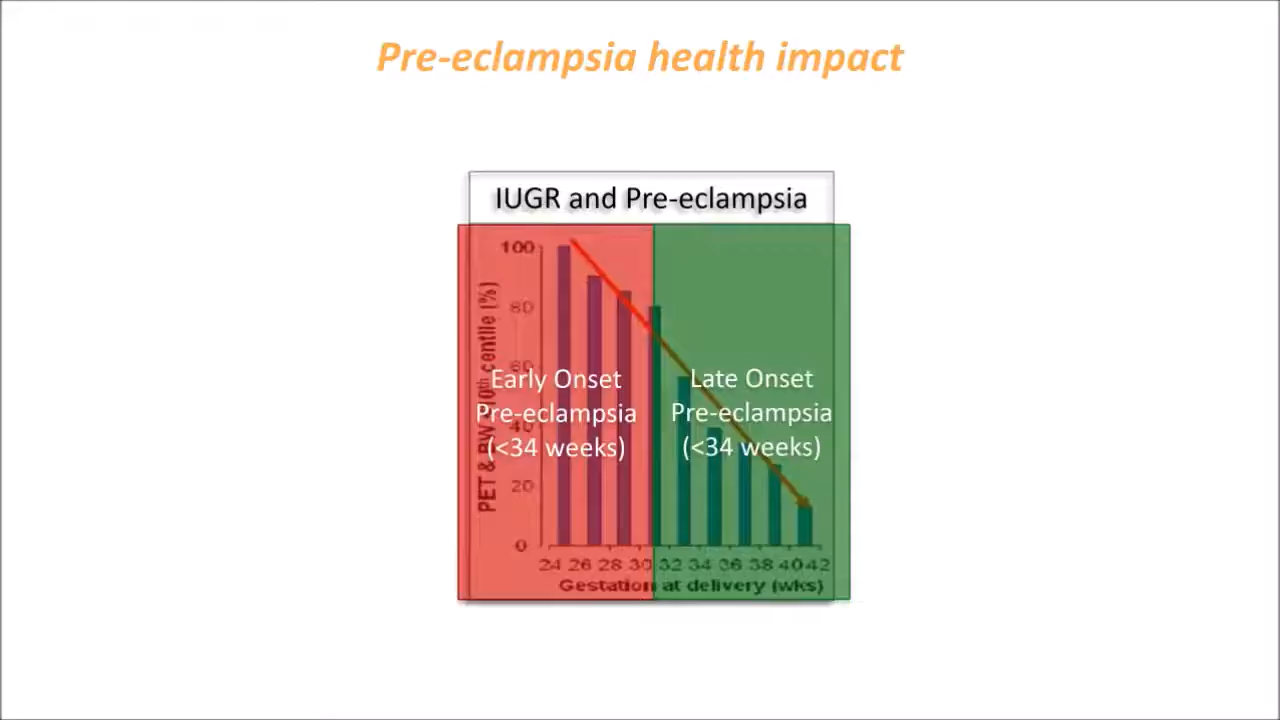 Pre-eclampsia health impact
IUGR and Pre-eclampsia
100
80
60
40
20
0
PET & BW <10th centile (%)
Early Onset
Pre-eclampsia
(<34 weeks)
Late Onset
Pre-eclampsia
(<34 weeks)
24 26 28 30 32 34 36 38 40 42
Gestation at delivery (wks)